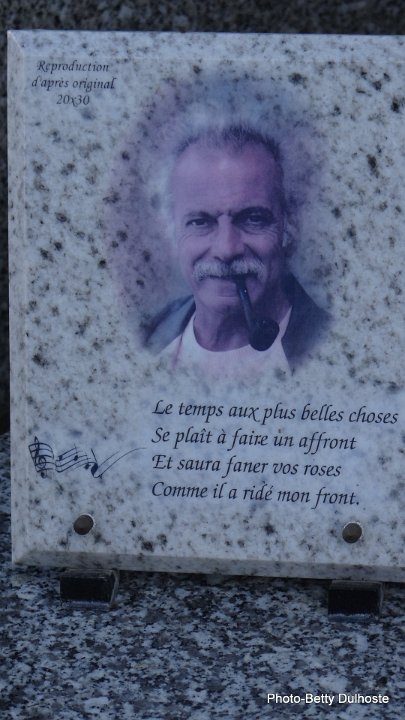 Reproduction
d'après original
20x30
Le temps aux plus belles choses
Se plaît à faire un affront
Et saura faner vos roses
Comme il a ridé mon front.
Photo-Betty Dulhoste